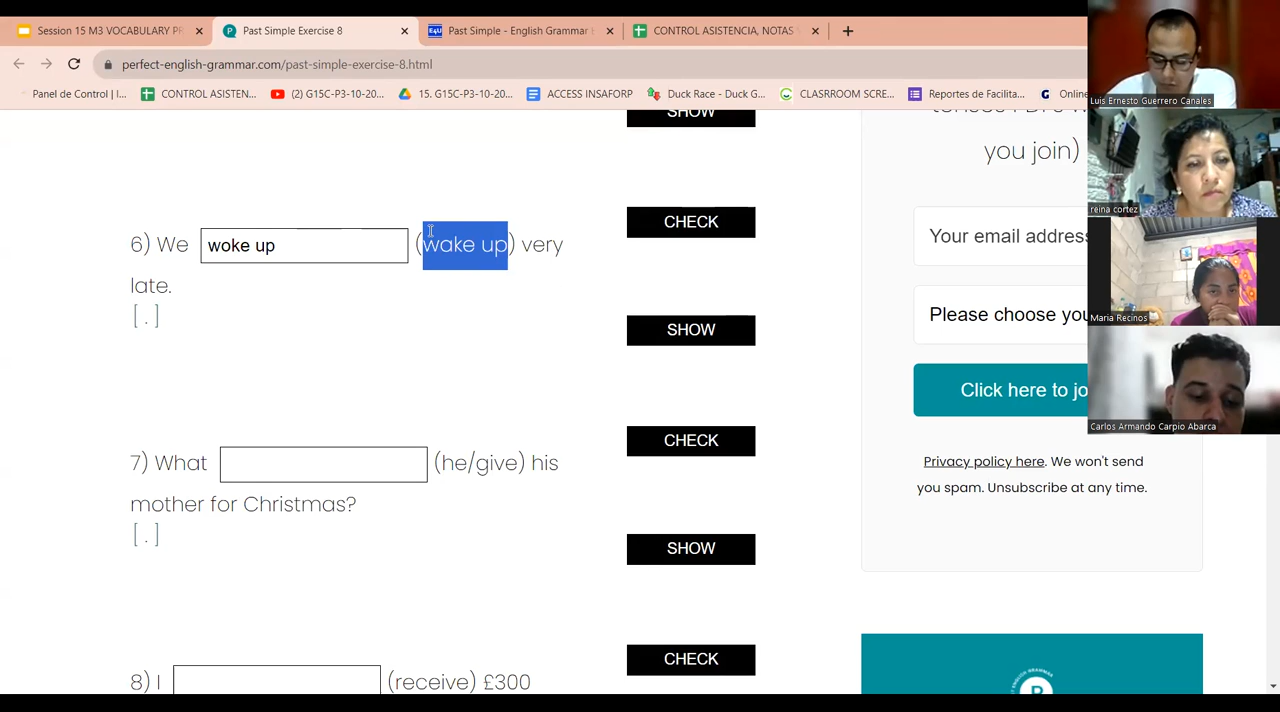 Session 15 M3 VOCABULARY PR
Past Simple Exercise 8
Past Simple - English Grammar E
CONTROL ASISTENCIA, NOTAS
perfect-english-grammar.com/past-simple-exercise-8.html
Panel de Control | I...
CONTROL ASISTEN...
(2) G15C-P3-10-20...
15. G15C-P3-10-20...
ACCESS INSAFORP
Duck Race - Duck G...
CLASRROOM SCRE...
Reportes de Facilita...
Online
SHOW
you join)
6) We woke up (wake up) very
late.
[ . ]
CHECK
SHOW
7) What (he/give) his
mother for Christmas?
[ . ]
CHECK
SHOW
8) I (receive) £300
CHECK
Your email address
Please choose you
Click here to jo
Privacy policy here. We won't send
you spam. Unsubscribe at any time.
Luis Ernesto Guerrero Canales
reina cortez
Maria Recinos
Carlos Armando Carpio Abarca